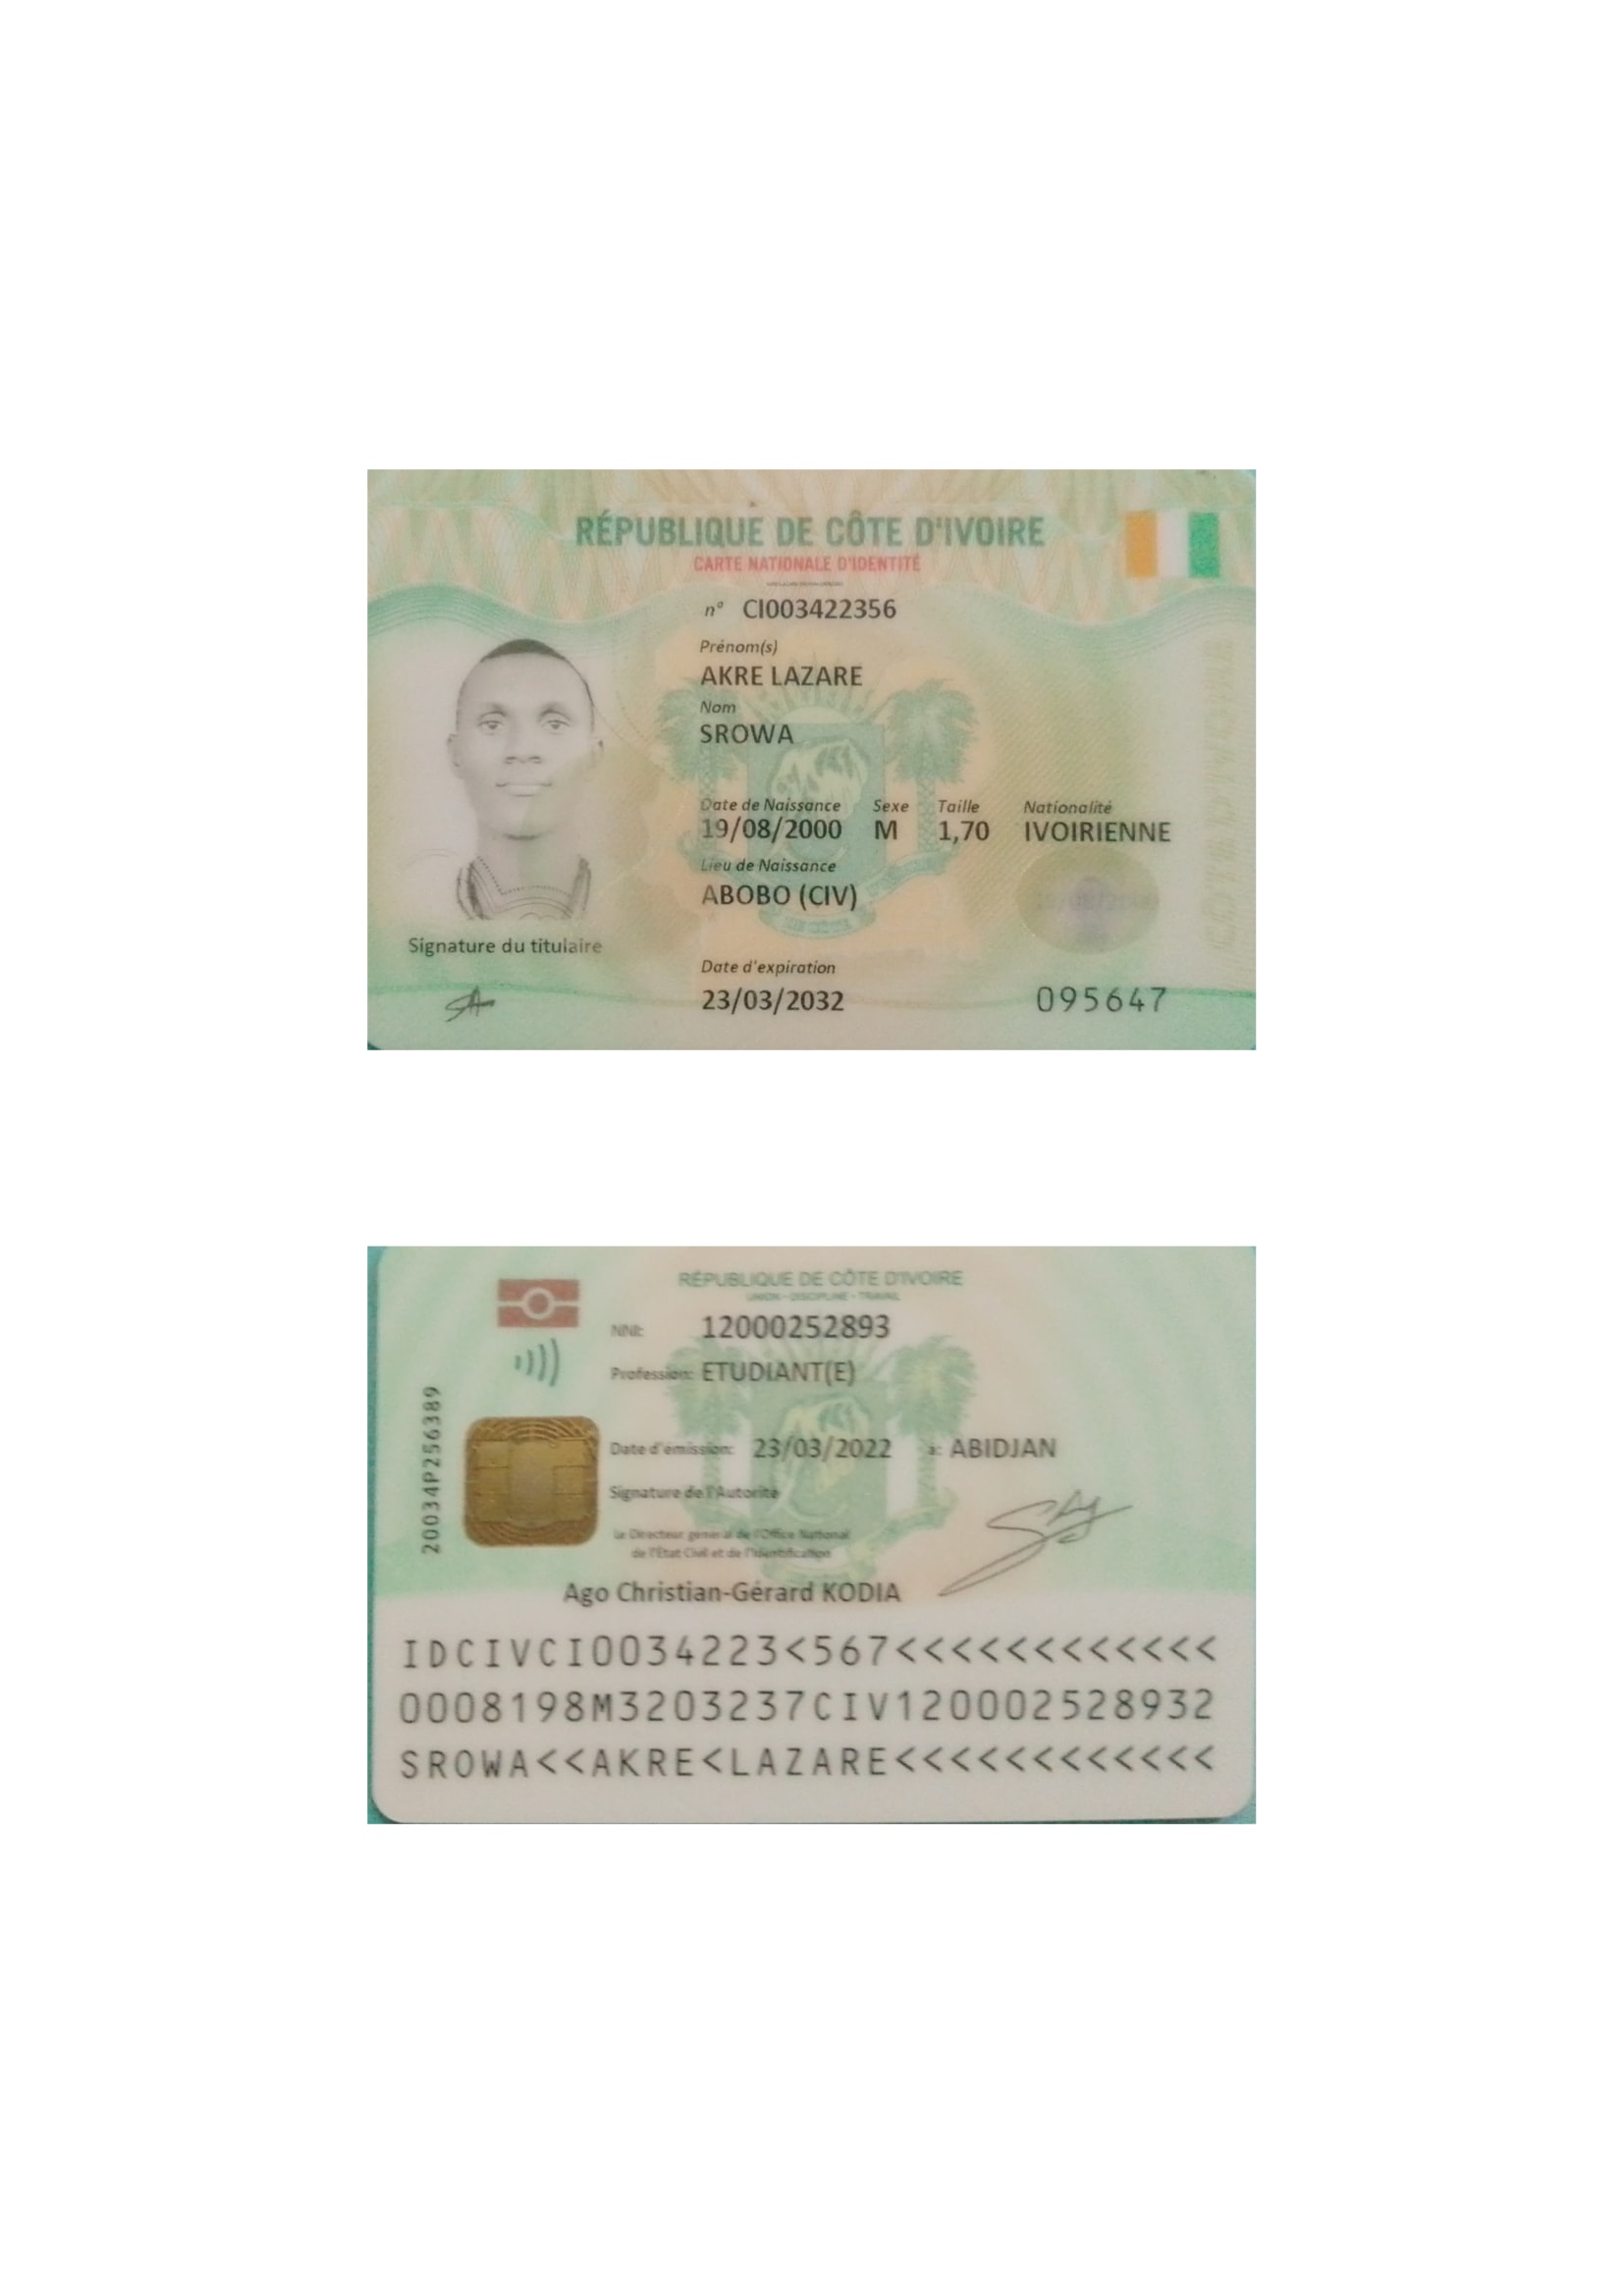 RÉPUBLIQUE DE CÔTE D'IVOIRE
CARTE NATIONALE D'IDENTITÉ
n° CI003422356
Prénom(s)
AKRE LAZARE
Nom
SROWA
Date de Naissance Sexe Taille Nationalité
19/08/2000 M 1,70 IVOIRIENNE
Lieu de Naissance
ABOBO (CIV)
Signature du titulaire
Date d'expiration
23/03/2032
095647
RÉPUBLIQUE DE CÔTE D'IVOIRE
UNION - DISCIPLINE - TRAVAIL
NNI: 12000252893
Profession: ETUDIANT(E)
20034P256389
Date d'émission: 23/03/2022 à: ABIDJAN
Signature de l'Autorité
Le Directeur général de l'Office National
de l'État Civil et de l'Identification
Ago Christian-Gérard KODIA
IDCIVCI0034223<567<<<<<<<<<<<<
0008198M3203237CIV120002528932
SROWA<<AKRE<LAZARE<<<<<<<<<<<<